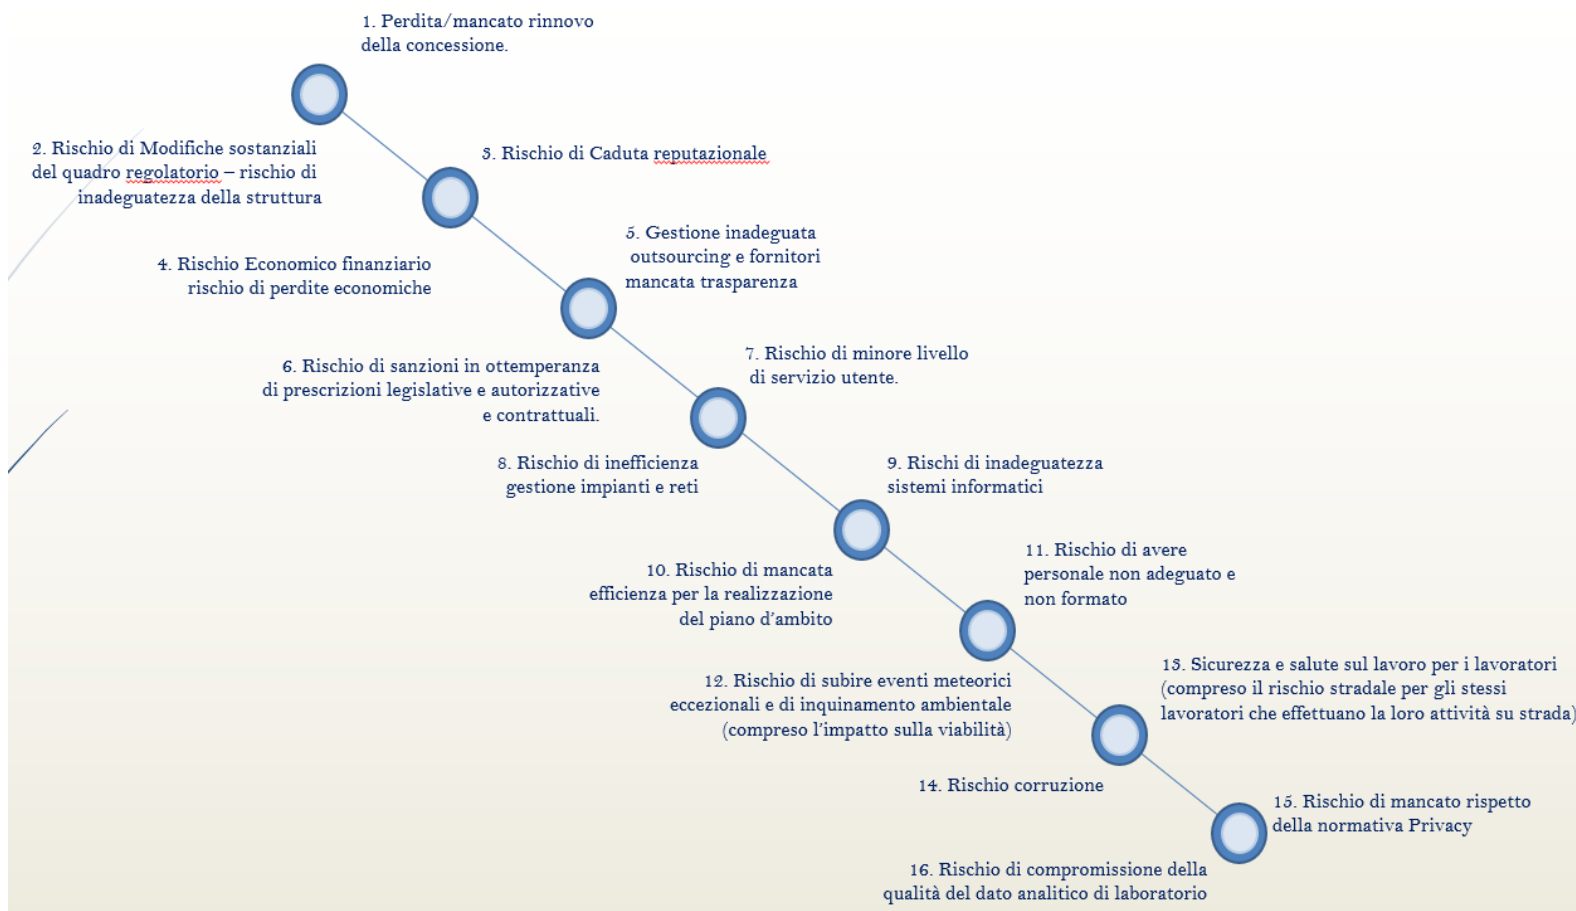 1. Perdita/mancato rinnovo
della concessione.
2. Rischio di Modifiche sostanziali
del quadro regolatorio – rischio di
inadeguatezza della struttura
3. Rischio di Caduta reputazionale
4. Rischio Economico finanziario
rischio di perdite economiche
5. Gestione inadeguata
outsourcing e fornitori
mancata trasparenza
6. Rischio di sanzioni in ottemperanza
di prescrizioni legislative e autorizzative
e contrattuali.
7. Rischio di minore livello
di servizio utente.
8. Rischio di inefficienza
gestione impianti e reti
9. Rischi di inadeguatezza
sistemi informatici
10. Rischio di mancata
efficienza per la realizzazione
del piano d'ambito
11. Rischio di avere
personale non adeguato e
non formato
12. Rischio di subire eventi meteorici
eccezionali e di inquinamento ambientale
(compreso l'impatto sulla viabilità)
13. Sicurezza e salute sul lavoro per i lavoratori
(compreso il rischio stradale per gli stessi
lavoratori che effettuano la loro attività su strada)
14. Rischio corruzione
15. Rischio di mancato rispetto
della normativa Privacy
16. Rischio di compromissione della
qualità del dato analitico di laboratorio